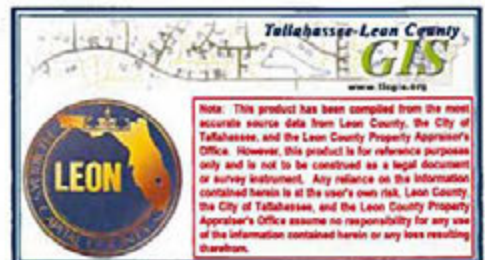 Tallahassee-Leon County
GIS
www.tlcgis.org
Note: This product has been compiled from the most
accurate source data from Leon County, the City of
Tallahassee, and the Leon County Property Appraiser's
Office. However, this product is for reference purposes
only and is not to be construed as a legal document
or survey instrument. Any reliance on the information
contained herein is at the user's own risk. Leon County,
the City of Tallahassee, and the Leon County Property
Appraiser's Office assume no responsibility for any use
of the information contained herein or any loss resulting
therefrom.
LEON